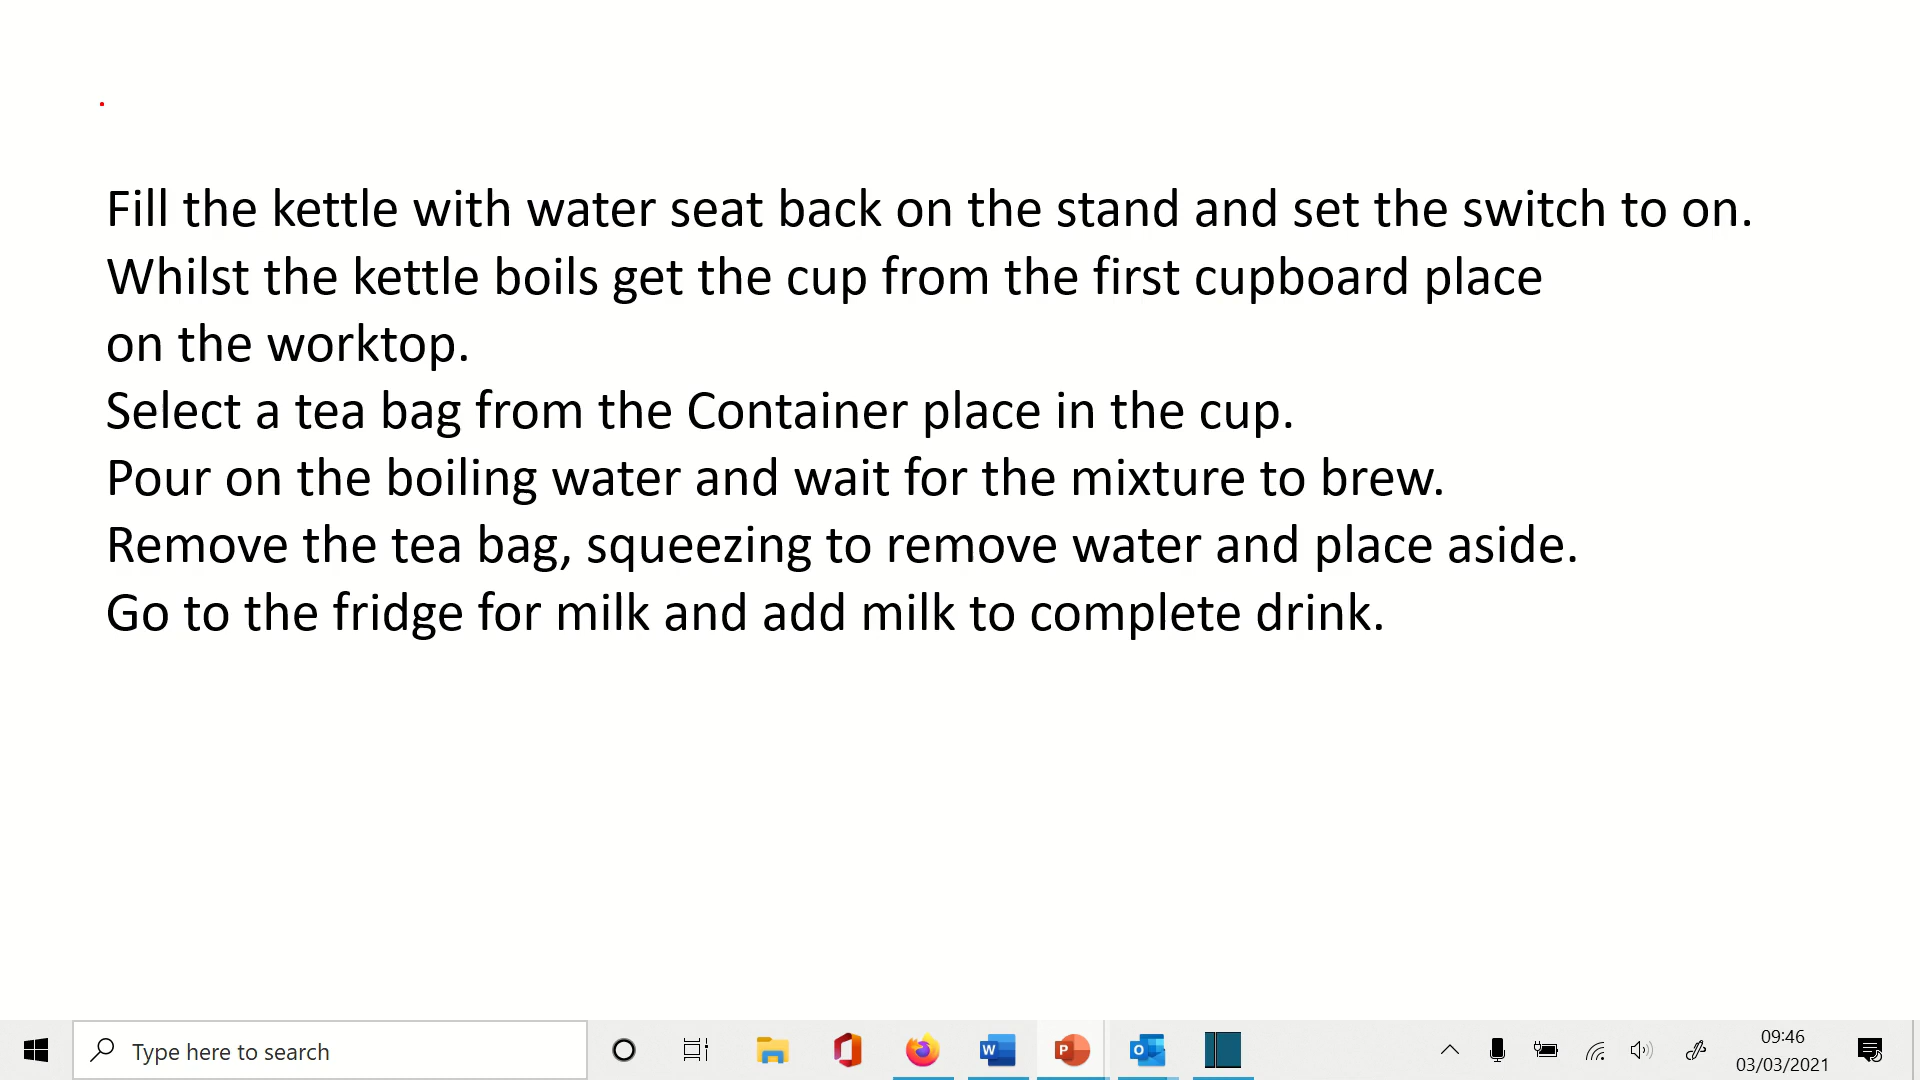 Fill the kettle with water seat back on the stand and set the switch to on.
Whilst the kettle boils get the cup from the first cupboard place
on the worktop.
Select a tea bag from the Container place in the cup.
Pour on the boiling water and wait for the mixture to brew.
Remove the tea bag, squeezing to remove water and place aside.
Go to the fridge for milk and add milk to complete drink.
Type here to search
W
P
O
09:46
03/03/2021